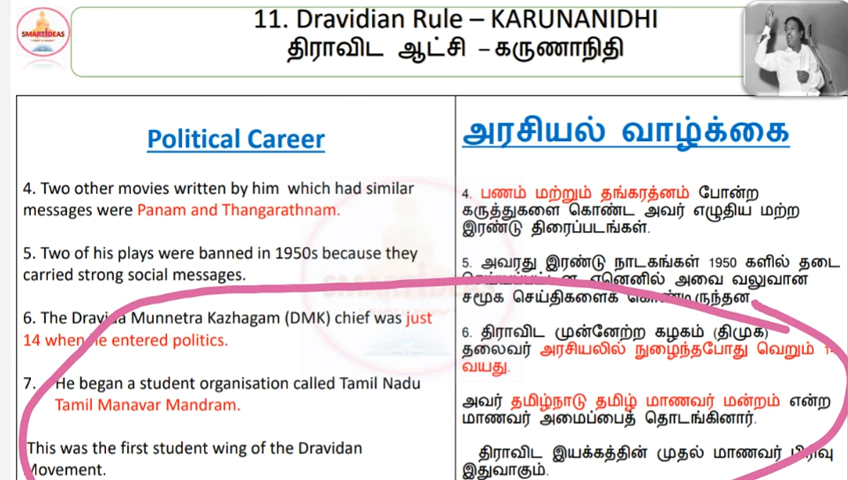 SMARTIDEAS
11. Dravidian Rule – KARUNANIDHI
திராவிட ஆட்சி – கருணாநிதி
Political Career
4. Two other movies written by him which had similar
messages were Panam and Thangarathnam.
5. Two of his plays were banned in 1950s because they
carried strong social messages.
6. The Dravida Munnetra Kazhagam (DMK) chief was just
14 when he entered politics.
7. He began a student organisation called Tamil Nadu
Tamil Manavar Mandram.
This was the first student wing of the Dravidan
Movement.
அரசியல் வாழ்க்கை
4. பணம் மற்றும் தங்கரத்னம் போன்ற
கருத்துகளை கொண்ட அவர் எழுதிய மற்ற
இரண்டு திரைப்படங்கள்.
5. அவரது இரண்டு நாடகங்கள் 1950 களில் தடை
ஏனெனில் அவை வலுவான
சமூக செய்திகளைக் கொண்டிருந்தன
6. திராவிட முன்னேற்ற கழகம் (திமுக)
தலைவர் அரசியலில் நுழைந்தபோது வெறும்
வயது.
அவர் தமிழ்நாடு தமிழ் மாணவர் மன்றம் என்ற
மாணவர் அமைப்பைத் தொடங்கினார்.
திராவிட இயக்கத்தின் முதல் மாணவர் பிரிவு
இதுவாகும்.